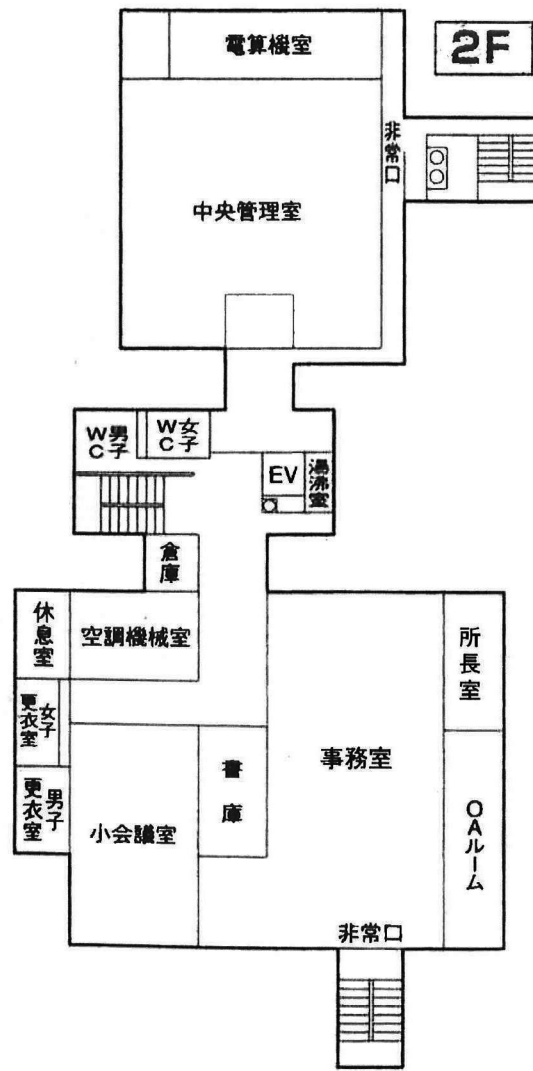 電算機室
2F
非常口
中央管理室
男子WC
女子WC
EV
湯沸室
倉庫
休息室
空調機械室
所長室
女子更衣室
書庫
事務室
男子更衣室
小会議室
OAルーム
非常口